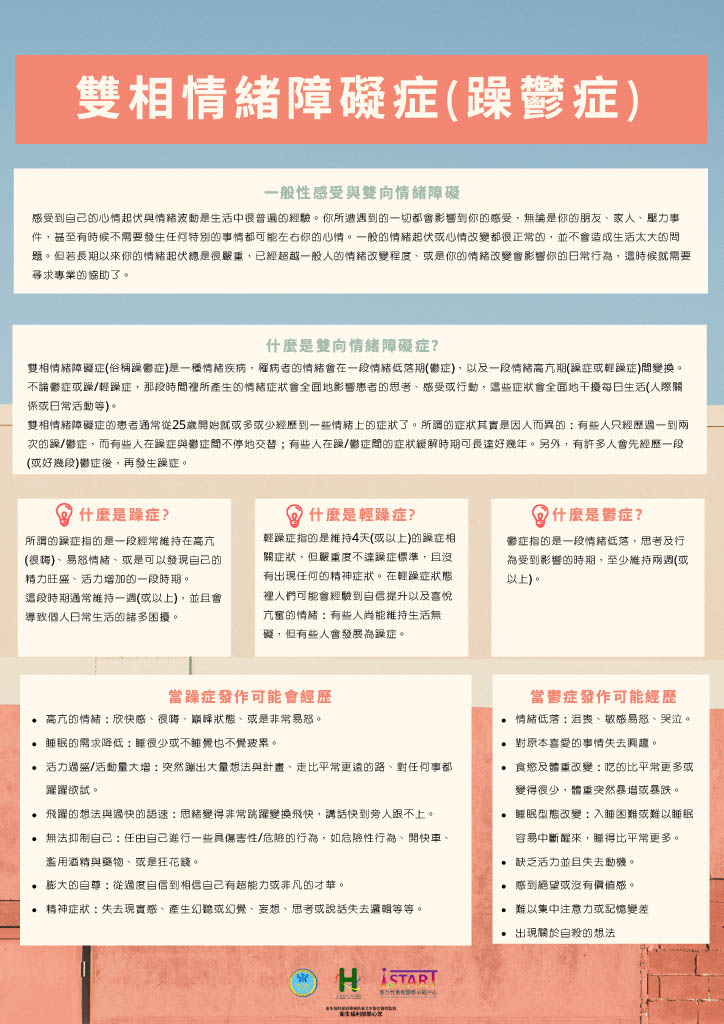 雙相情緒障礙症(躁鬱症)
一般性感受與雙向情緒障礙
感受到自己的心情起伏與情緒波動是生活中很普遍的經驗。你所遭遇到的一切都會影響到你的感受，無論是你的朋友、家人、壓力事
件，甚至有時候不需要發生任何特別的事情都可能左右你的心情。一般的情緒起伏或心情改變都很正常的，並不會造成生活太大的問
題。但若長期以來你的情緒起伏總是很嚴重，已經超越一般人的情緒改變程度、或是你的情緒改變會影響你的日常行為，這時候就需要
尋求專業的協助了。
什麼是雙向情緒障礙症?
雙相情緒障礙症(俗稱躁鬱症)是一種情緒疾病，罹病者的情緒會在一段情緒低落期(鬱症)，以及一段情緒高亢期(躁症或輕躁症)間變換。
不論鬱症或躁/輕躁症，那段時間裡所產生的情緒症狀會全面地影響患者的思考、感受或行動，這些症狀會全面地干擾每日生活(人際關
係或日常活動等)。
雙相情緒障礙症的患者通常從25歲開始就或多或少經歷到一些情緒上的症狀了。所謂的症狀其實是因人而異的：有些人只經歷過一到兩
次的躁/鬱症，而有些人在躁症與鬱症間不停地交替；有些人在躁/鬱症間的症狀緩解時期可長達好幾年。另外，有許多人會先經歷一段
(或好幾段)鬱症後，再發生躁症。
什麼是躁症?
所謂的躁症指的是一段經常維持在高亢
(很嗨)、易怒情緒、或是可以發現自己的
精力旺盛、活力增加的一段時期。
這段時期通常維持一週(或以上)，並且會
導致個人日常生活的諸多困擾。
什麼是輕躁症?
輕躁症指的是維持4天(或以上)的躁症相
關症狀，但嚴重度不達躁症標準，且沒
有出現任何的精神症狀。在輕躁症狀態
裡人們可能會經驗到自信提升以及喜悅
亢奮的情緒：有些人尚能維持生活無
礙，但有些人會發展為躁症。
什麼是鬱症?
鬱症指的是一段情緒低落，思考及行
為受到影響的時期，至少維持兩週(或
以上)。
當躁症發作可能會經歷
• 高亢的情緒：欣快感、很嗨、巔峰狀態、或是非常易怒。
• 睡眠的需求降低：睡很少或不睡覺也不覺疲累。
• 活力過盛/活動量大增：突然蹦出大量想法與計畫、走比平常更遠的路、對任何事都
躍躍欲試。
• 飛躍的想法與過快的語速：思緒變得非常跳躍變換飛快，講話快到旁人跟不上。
• 無法抑制自己：任由自己進行一些具傷害性/危險的行為，如危險性行為、開快車、
濫用酒精與藥物、或是狂花錢。
• 膨大的自尊：從過度自信到相信自己有超能力或非凡的才華。
• 精神症狀：失去現實感、產生幻聽或幻覺、妄想、思考或說話失去邏輯等等。
當鬱症發作可能經歷
• 情緒低落：沮喪、敏感易怒、哭泣。
• 對原本喜愛的事情失去興趣。
• 食慾及體重改變：吃的比平常更多或
變得很少，體重突然暴增或暴跌。
• 睡眠型態改變：入睡困難或難以睡眠
容易中斷醒來，睡得比平常更多。
• 缺乏活力並且失去動機。
• 感到絕望或沒有價值感。
• 難以集中注意力或記憶變差
• 出現關於自殺的想法
H
iSTART
衛生福利部關心您